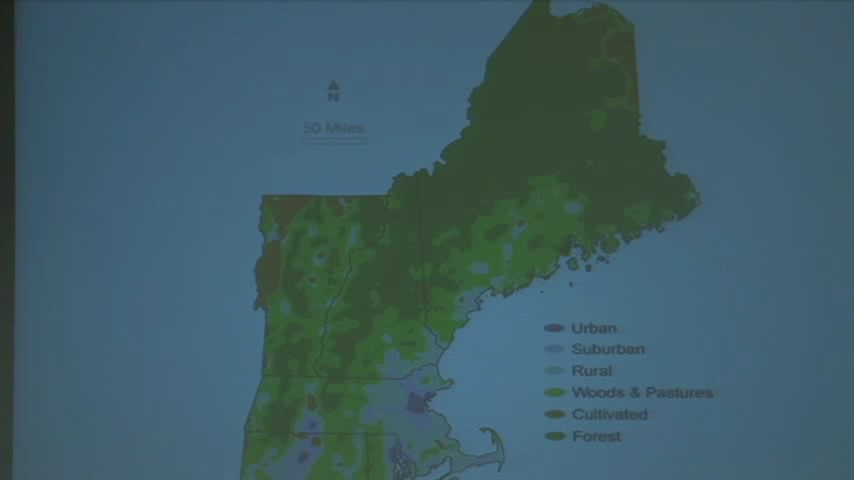 N
50 Miles
Urban
Suburban
Rural
Woods & Pastures
Cultivated
Forest